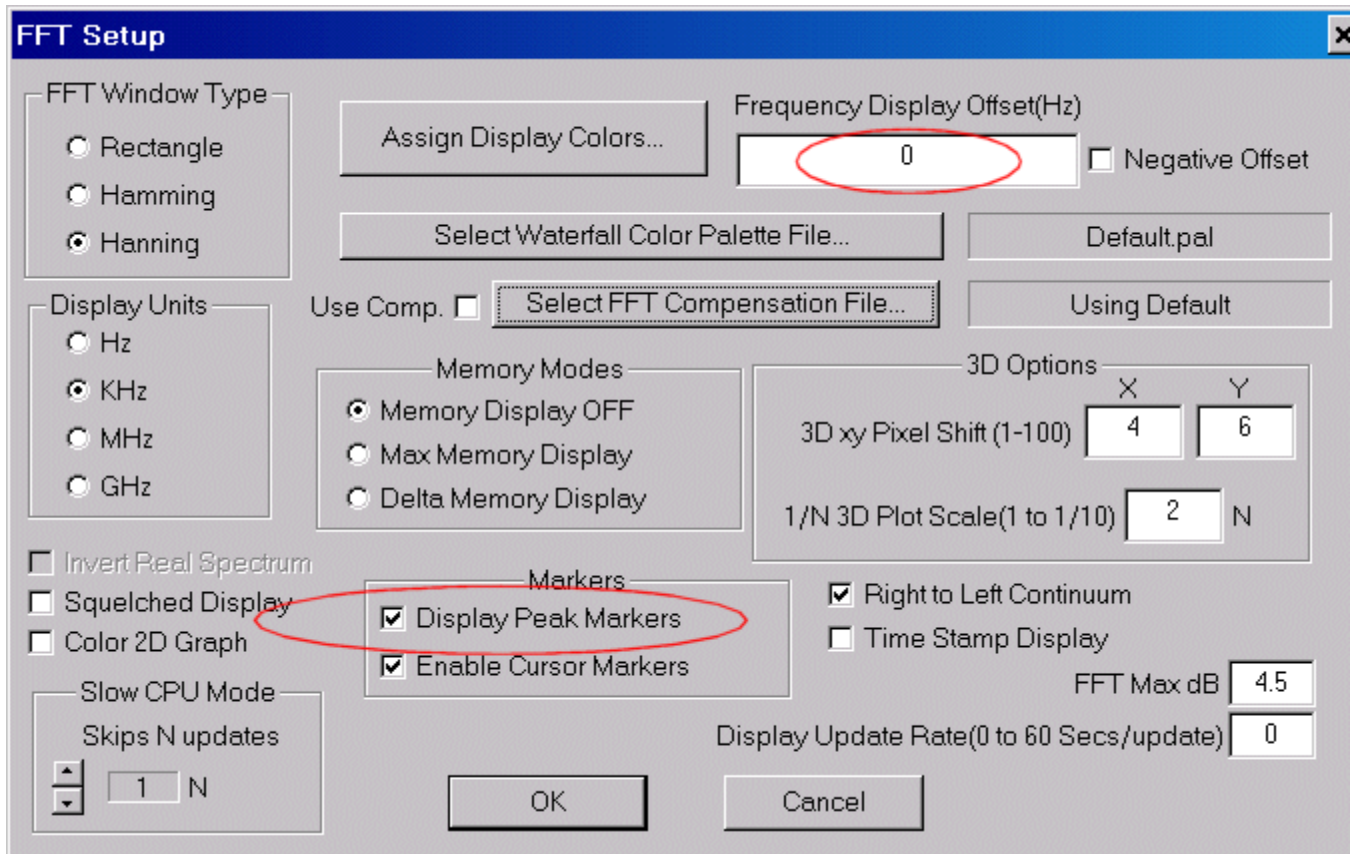 FFT Setup
FFT Window Type
Rectangle
Hamming
Hanning
Assign Display Colors...
Frequency Display Offset(Hz)
0
Negative Offset
Select Waterfall Color Palette File...
Default.pal
Display Units
Hz
KHz
MHz
GHz
Use Comp.
Select FFT Compensation File...
Using Default
Memory Modes
Memory Display OFF
Max Memory Display
Delta Memory Display
3D Options
X Y
3D xy Pixel Shift (1-100) 4 6
1/N 3D Plot Scale(1 to 1/10) 2 N
Invert Real Spectrum
Squelched Display
Color 2D Graph
Markers
Display Peak Markers
Enable Cursor Markers
Right to Left Continuum
Time Stamp Display
FFT Max dB 4.5
Display Update Rate(0 to 60 Secs/update) 0
Slow CPU Mode
Skips N updates
1 N
OK
Cancel